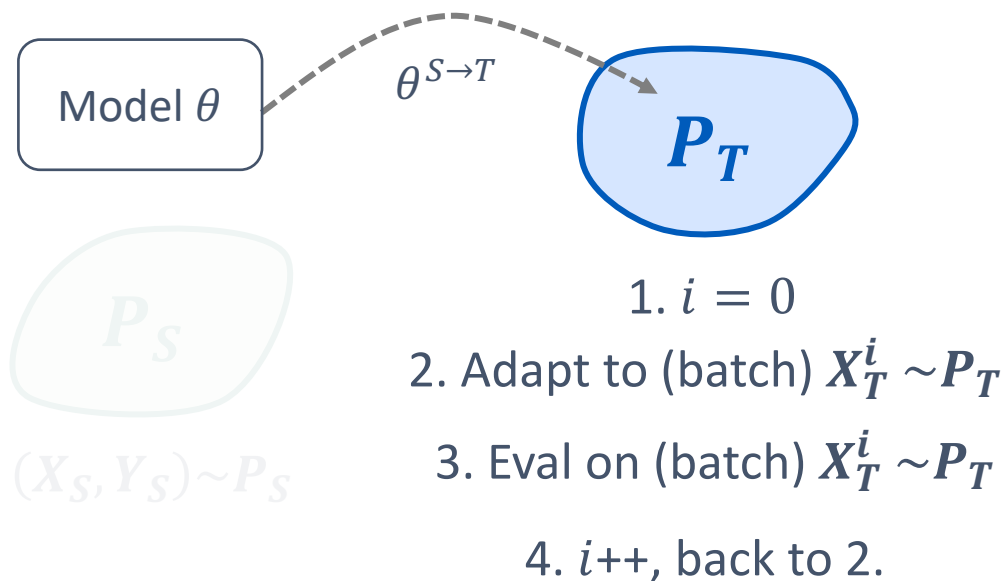 Model θ
θ^{S→T}
P_T
P_S
(X_S, Y_S)~P_S
1. i = 0
2. Adapt to (batch) X_T^i ~P_T
3. Eval on (batch) X_T^i ~P_T
4. i++, back to 2.